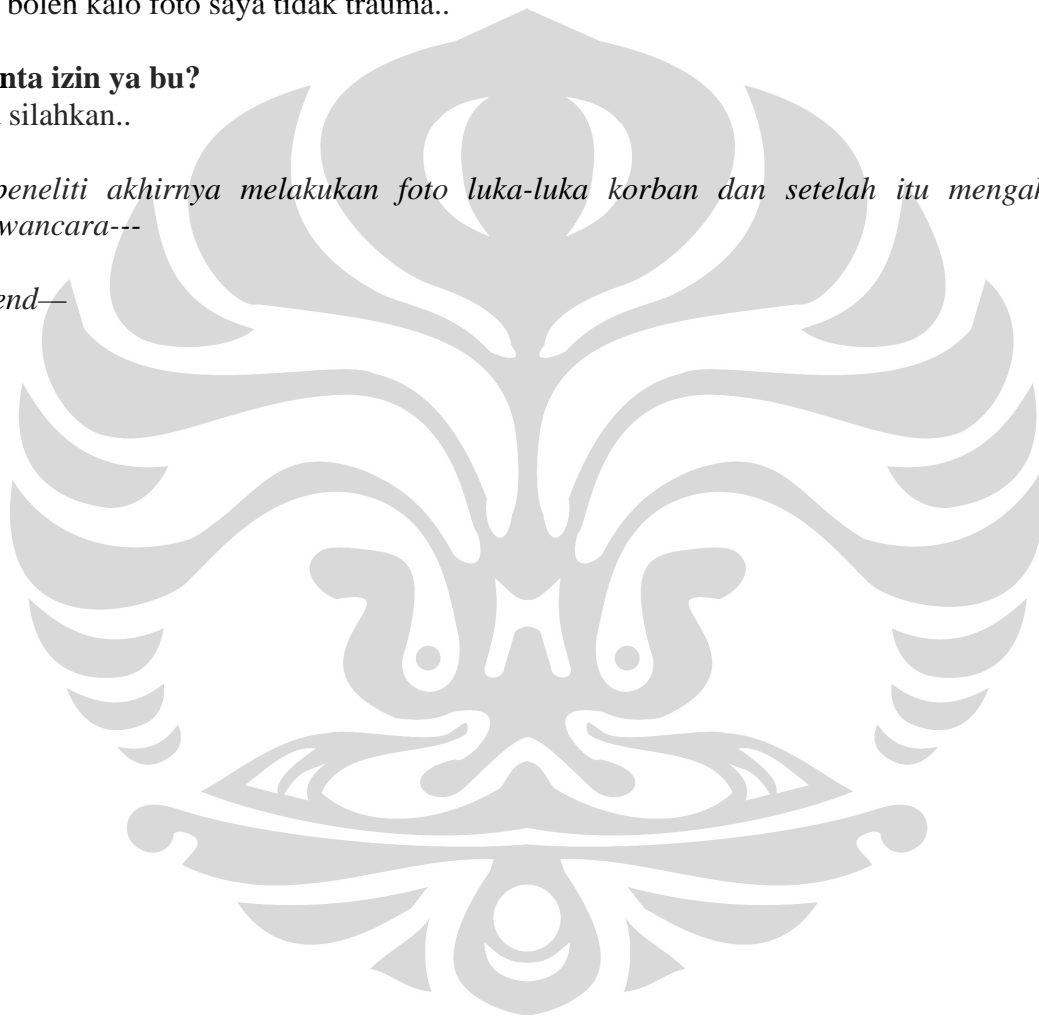 boleh kalo foto saya tidak trauma..
nta izin ya bu?
silahkan..
peneliti akhirnya melakukan foto luka-luka korban dan setelah itu mengal
wancara---
end—